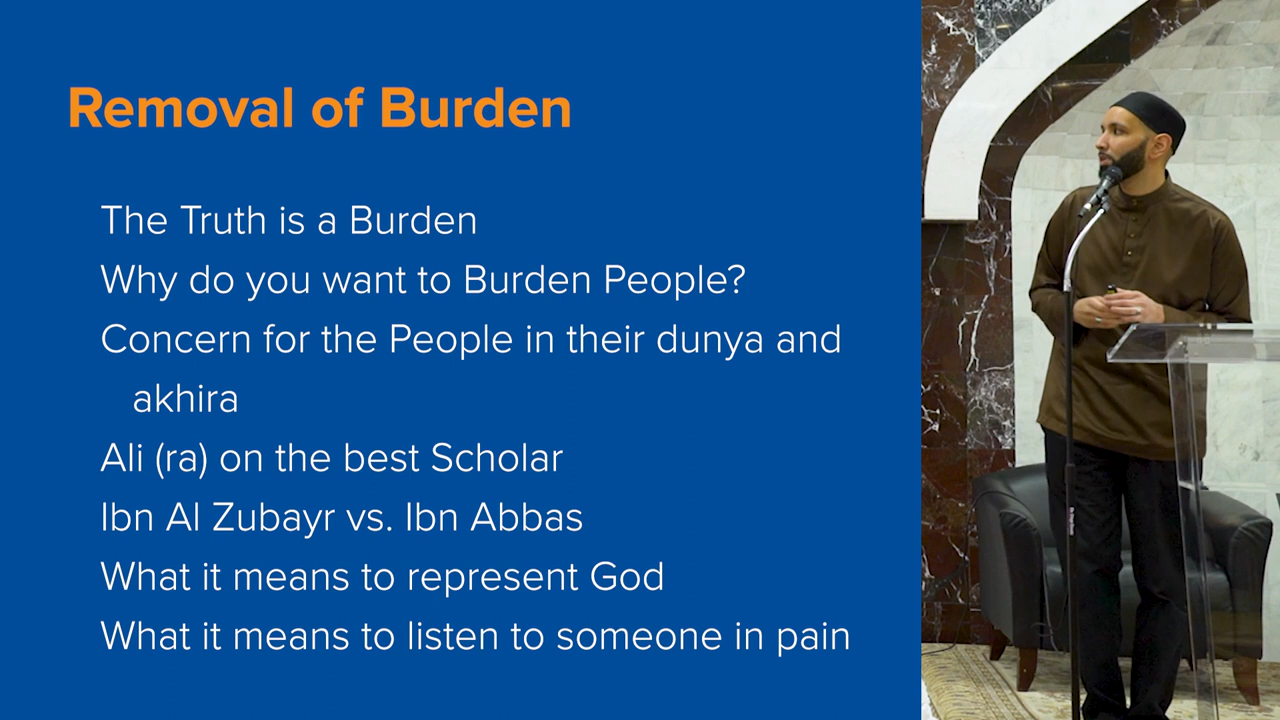 Removal of Burden
The Truth is a Burden
Why do you want to Burden People?
Concern for the People in their dunya and
akhira
Ali (ra) on the best Scholar
Ibn Al Zubayr vs. Ibn Abbas
What it means to represent God
What it means to listen to someone in pain